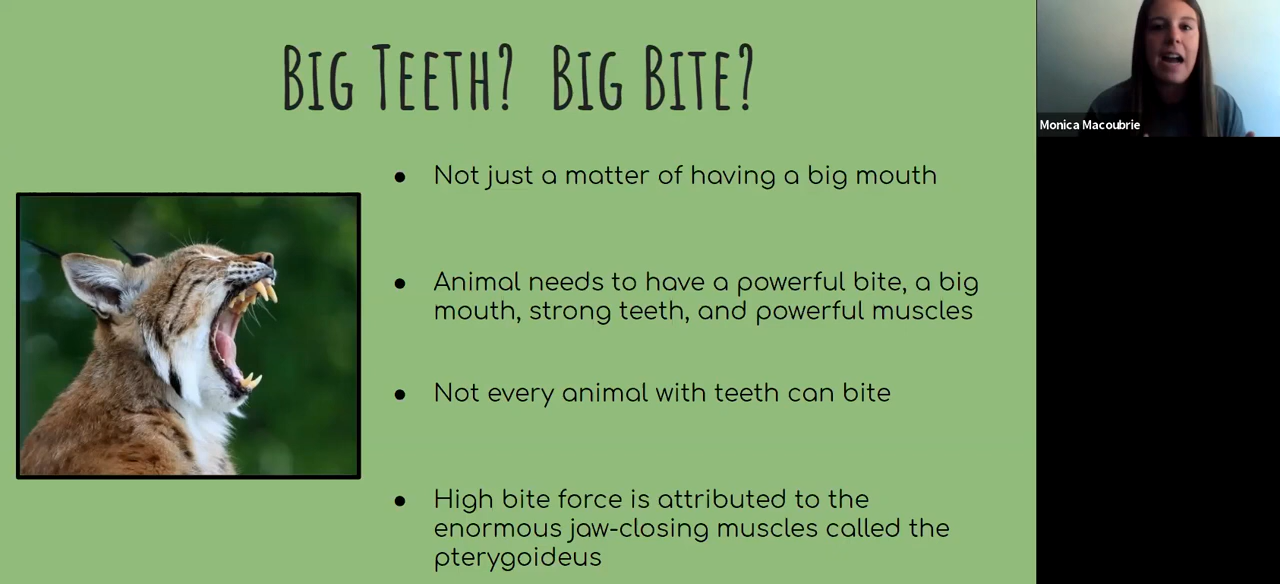 Big Teeth? Big Bite?
Monica Macoubrie
● Not just a matter of having a big mouth
● Animal needs to have a powerful bite, a big
mouth, strong teeth, and powerful muscles
● Not every animal with teeth can bite
● High bite force is attributed to the
enormous jaw-closing muscles called the
pterygoideus